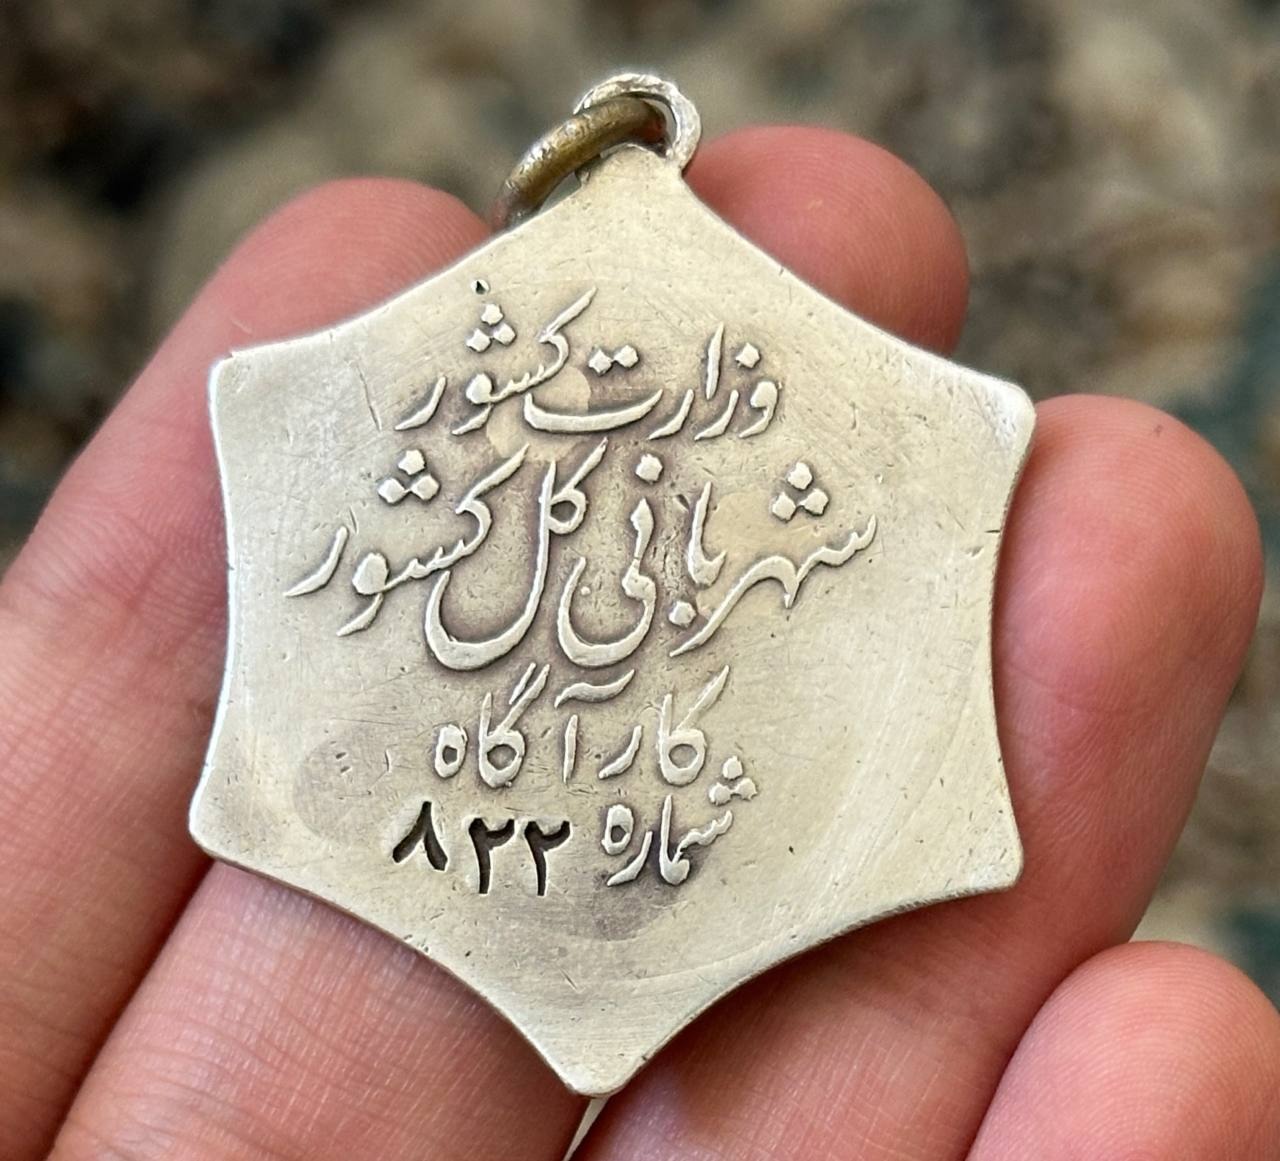 وزارت کشور
شهربانی کل کشور
کارآگاه
شماره ۸۲۲